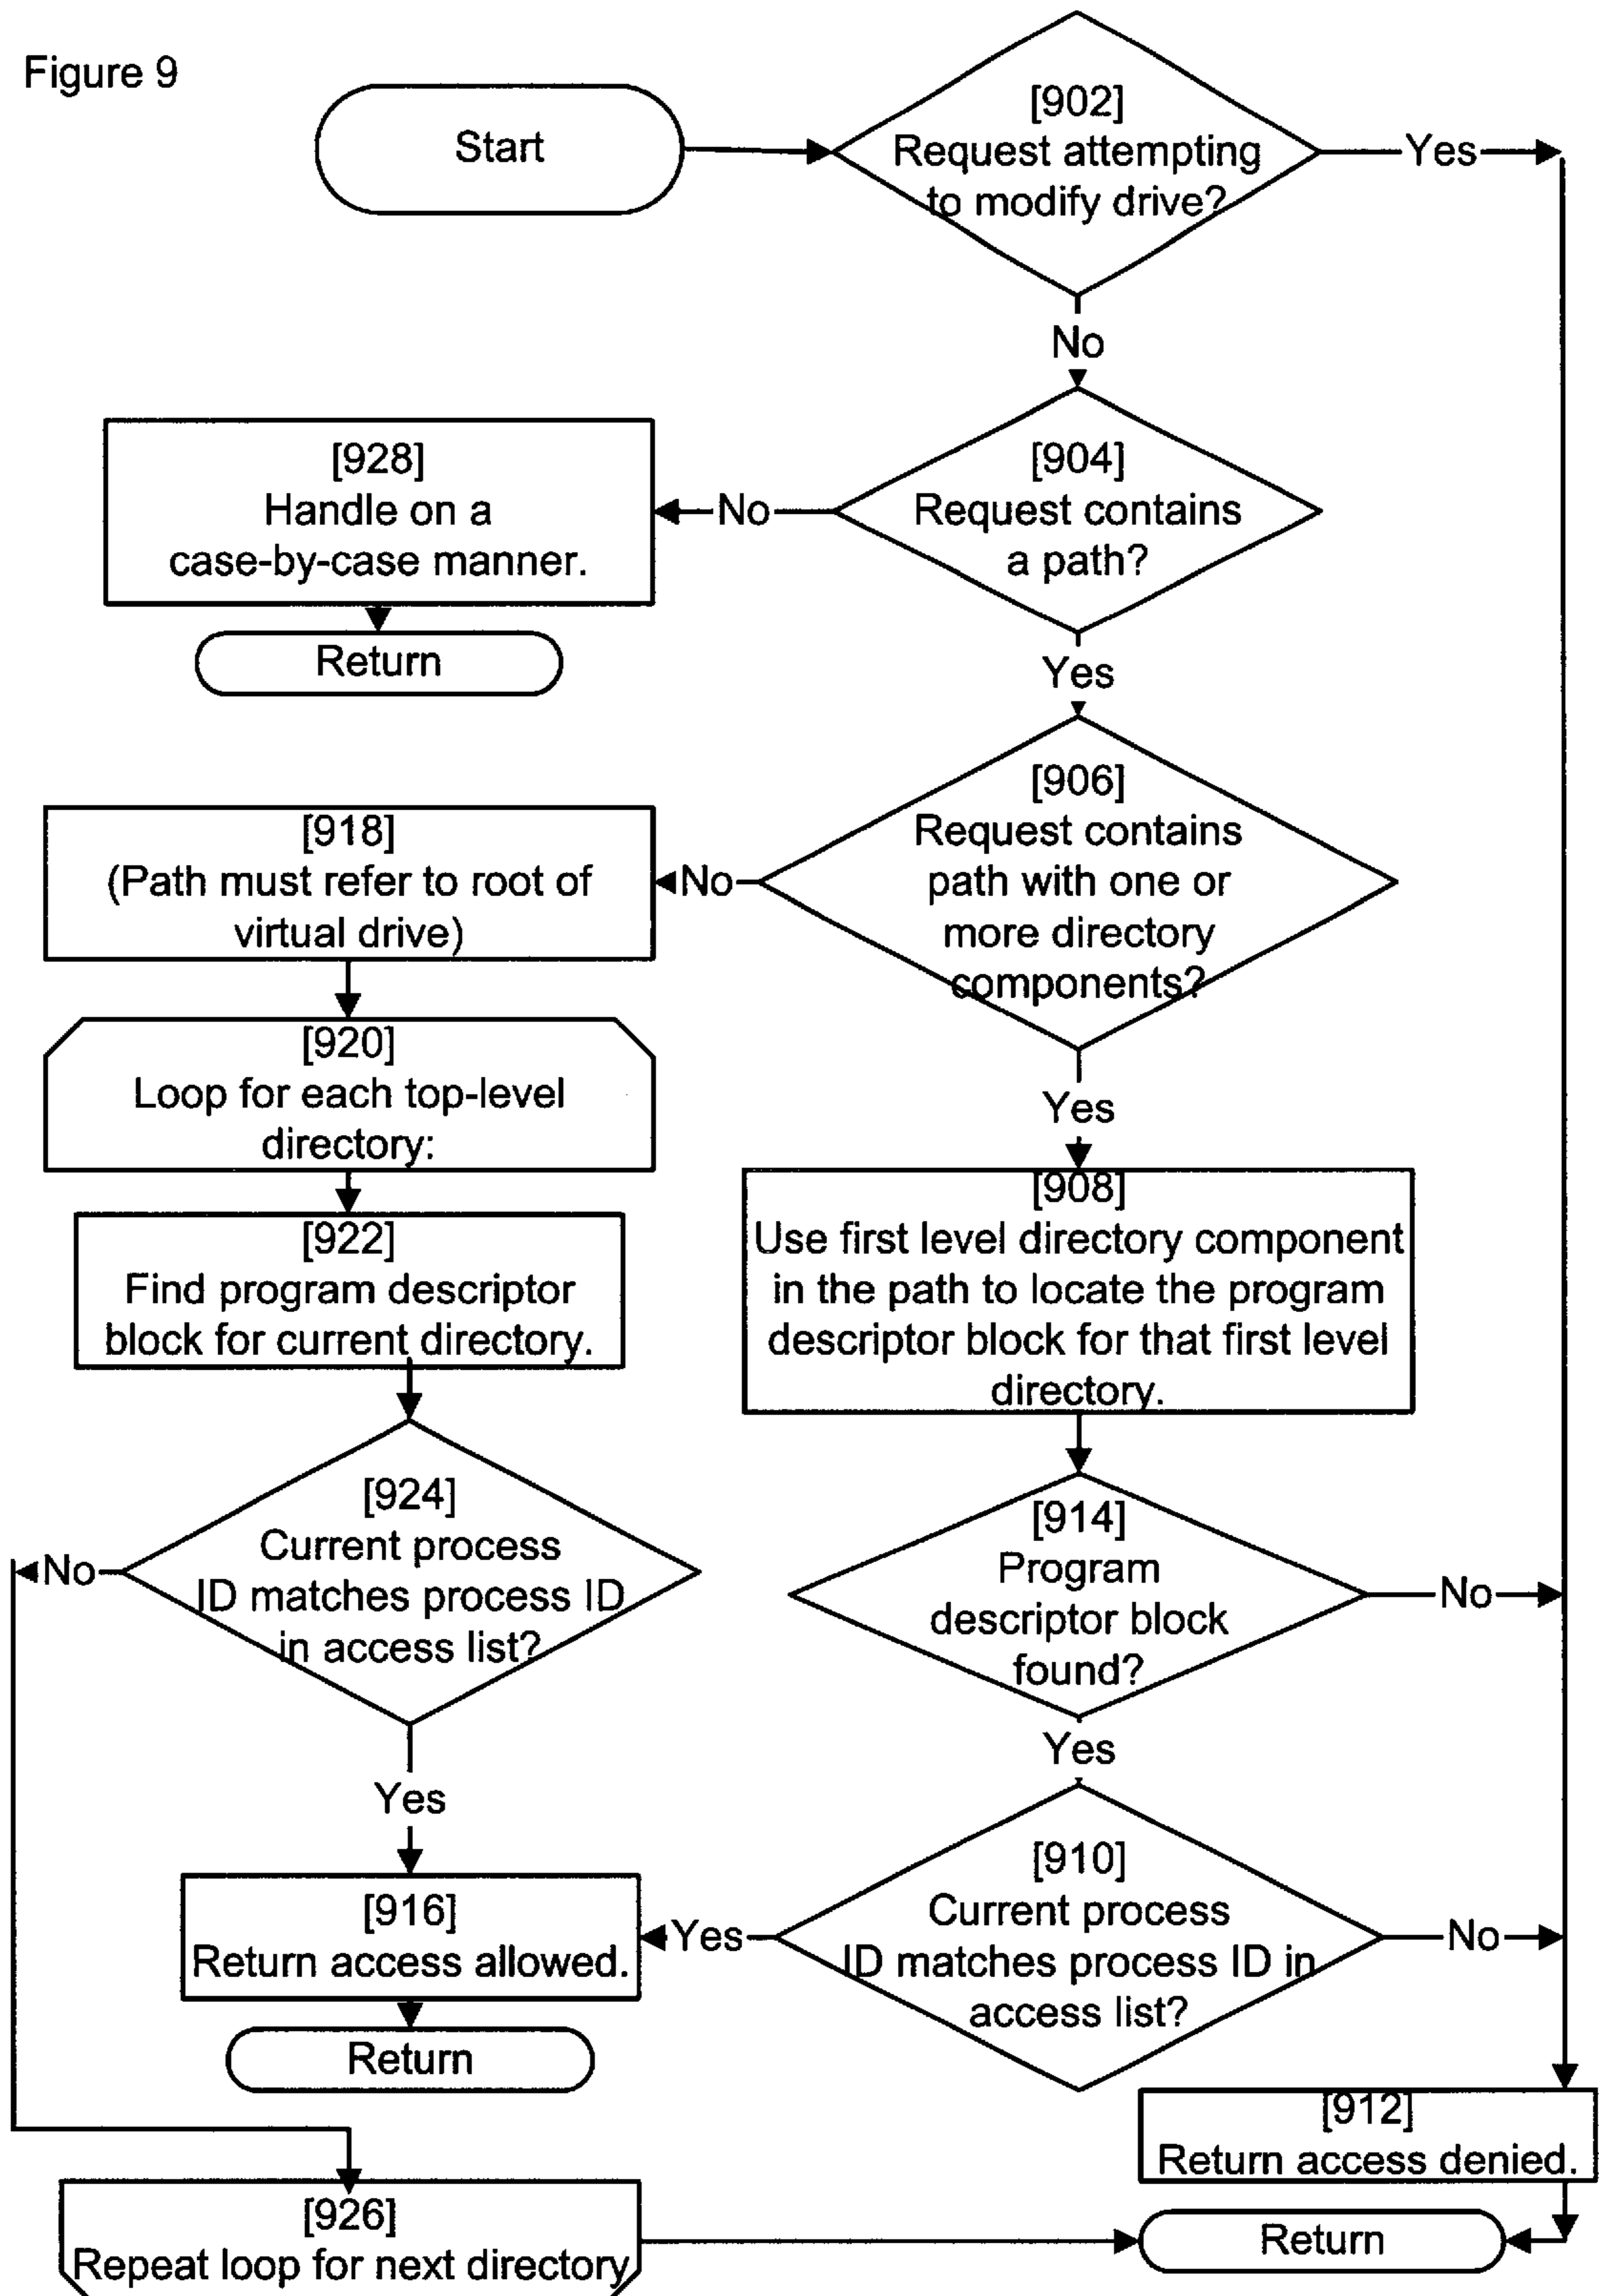 Figure 9
Start
[902]
Request attempting
to modify drive?
Yes
No
[904]
Request contains
a path?
No
[928]
Handle on a
case-by-case manner.
Return
Yes
[906]
Request contains
path with one or
more directory
components?
No
[918]
(Path must refer to root of
virtual drive)
[920]
Loop for each top-level
directory:
[922]
Find program descriptor
block for current directory.
Yes
[908]
Use first level directory component
in the path to locate the program
descriptor block for that first level
directory.
[924]
Current process
ID matches process ID
in access list?
No
Yes
[914]
Program
descriptor block
found?
No
Yes
[910]
Current process
ID matches process ID in
access list?
Yes
No
[916]
Return access allowed.
Return
[912]
Return access denied.
[926]
Repeat loop for next directory
Return